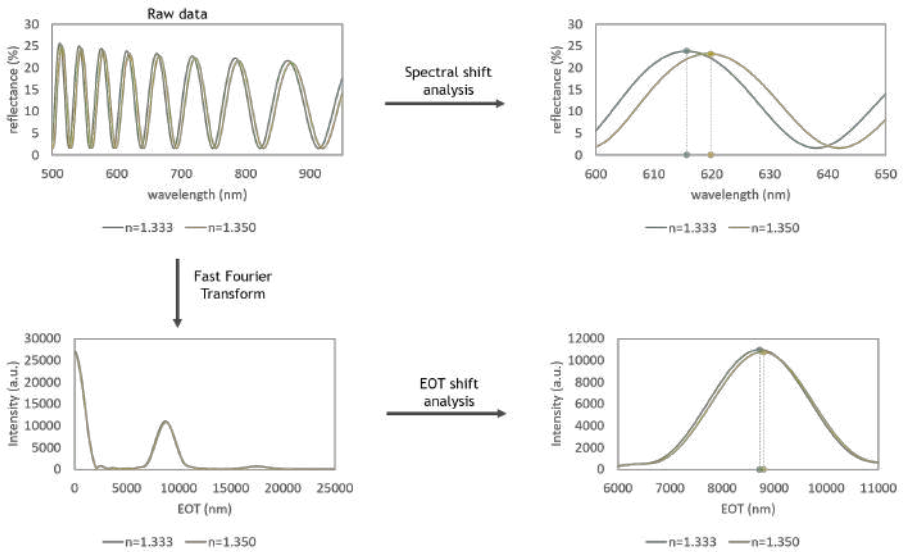 Raw data
reflectance (%)
30
25
20
15
10
5
0
500 600 700 800 900
wavelength (nm)
n=1.333 n=1.350
Spectral shift
analysis
reflectance (%)
30
25
20
15
10
5
0
600 610 620 630 640 650
wavelength (nm)
n=1.333 n=1.350
Fast Fourier
Transform
Intensity (a.u.)
30000
25000
20000
15000
10000
5000
0
0 5000 10000 15000 20000 25000
EOT (nm)
n=1.333 n=1.350
EOT shift
analysis
Intensity (a.u.)
12000
10000
8000
6000
4000
2000
0
6000 7000 8000 9000 10000 11000
EOT (nm)
n=1.333 n=1.350